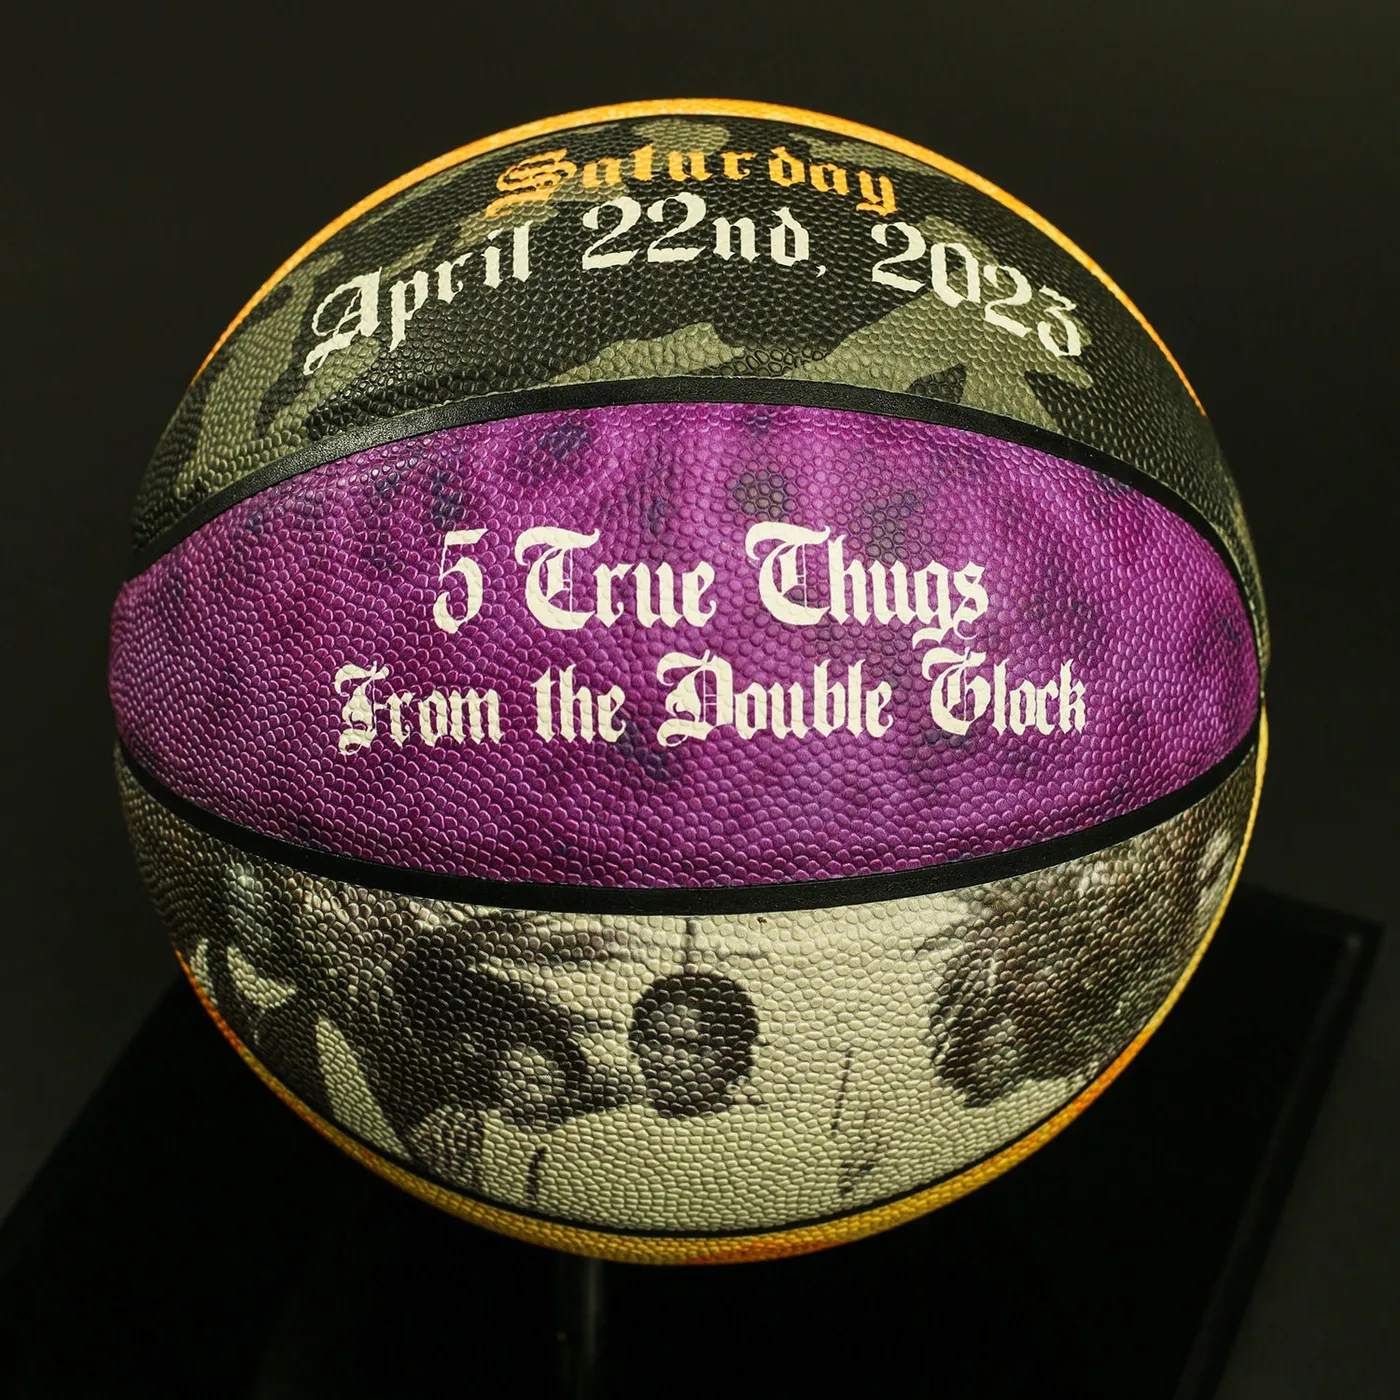 Saturday
April 22nd, 2023
5 True Thugs
From the Double Glock